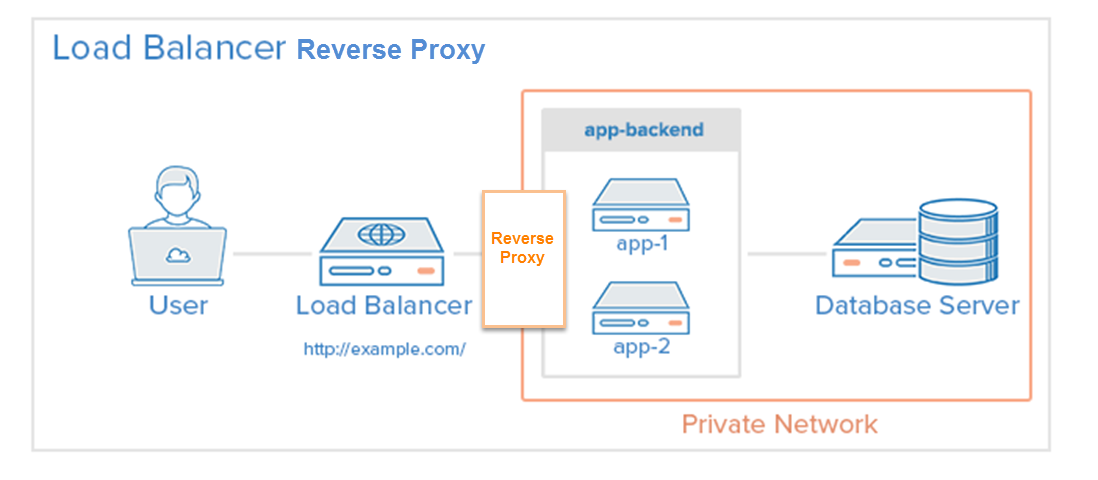 Load Balancer Reverse Proxy
app-backend
Reverse
Proxy
app-1
app-2
User
Load Balancer
Database Server
http://example.com/
Private Network